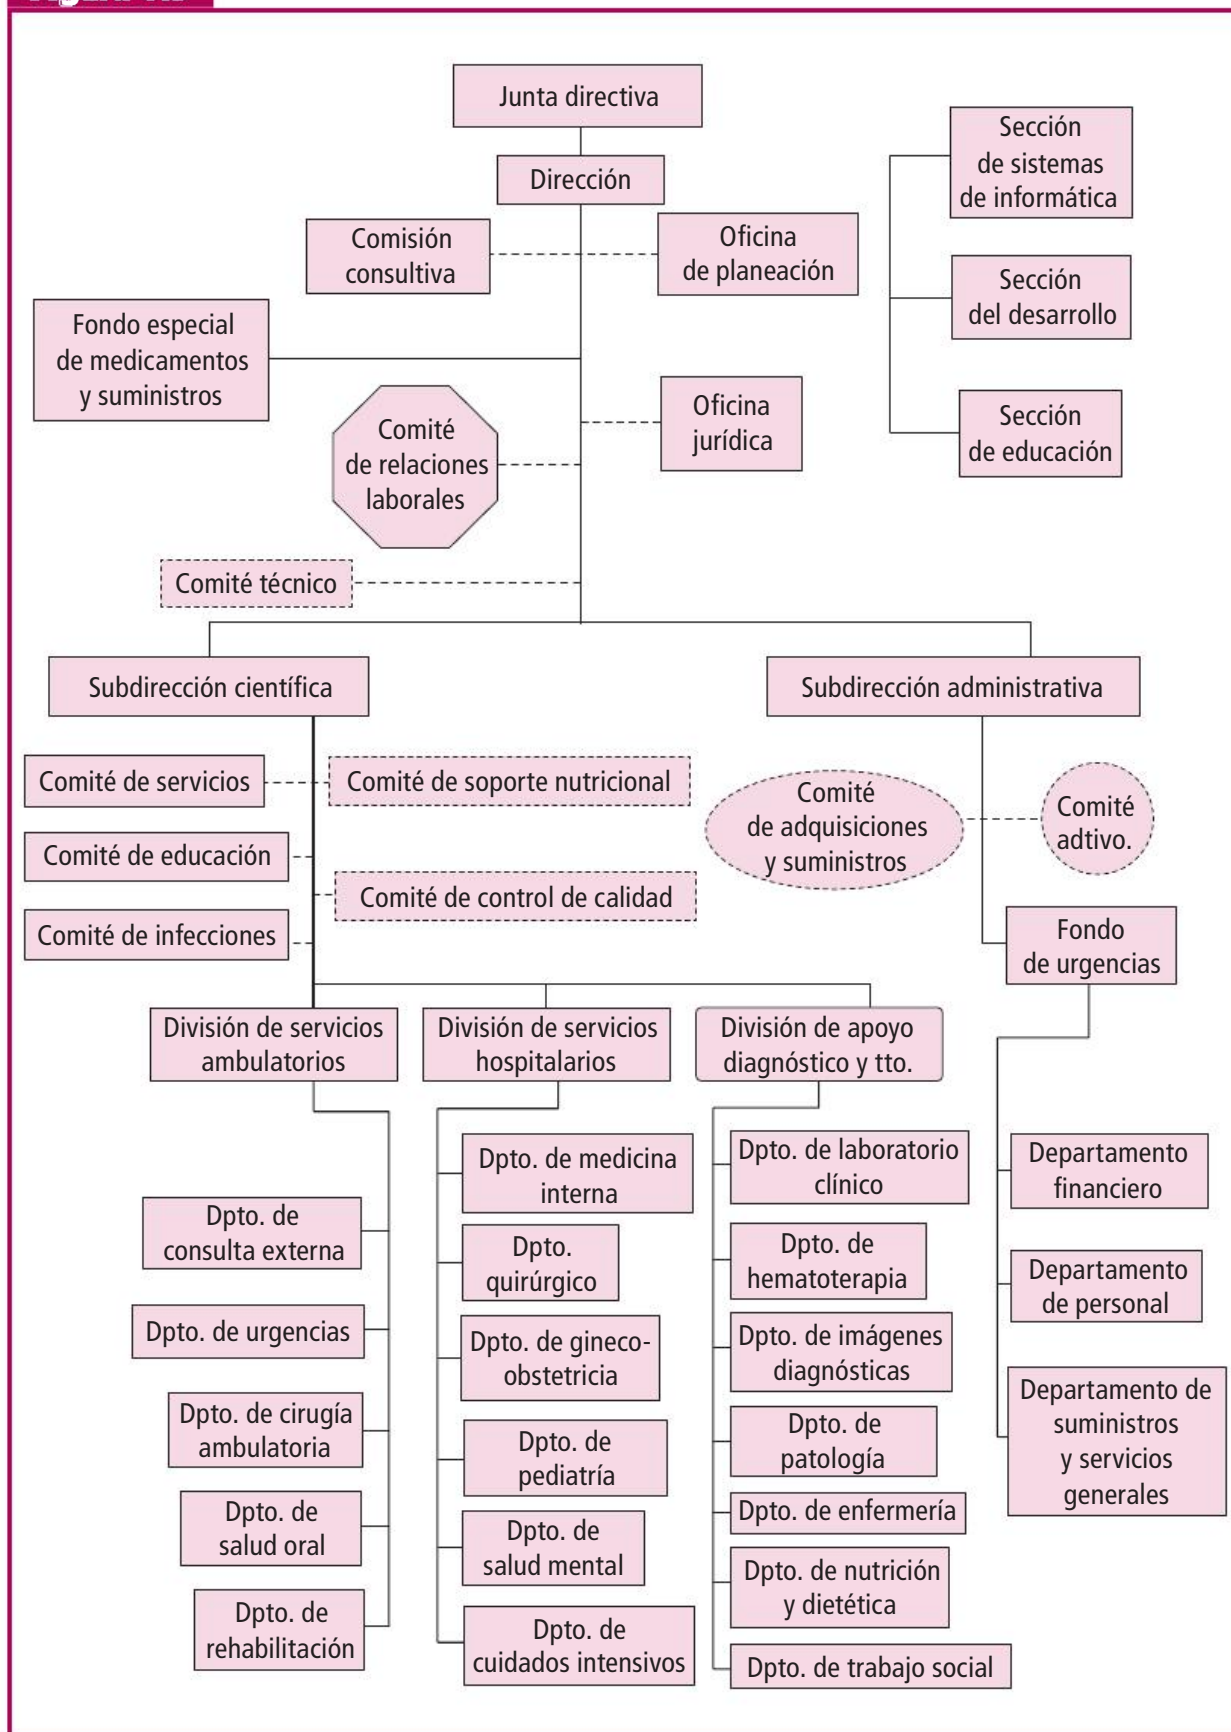 Junta directiva
Dirección
Comisión
consultiva
Oficina
de planeación
Fondo especial
de medicamentos
y suministros
Comité
de relaciones
laborales
Oficina
jurídica
Comité técnico
Sección
de sistemas
de informática
Sección
del desarrollo
Sección
de educación
Subdirección científica
Subdirección administrativa
Comité de servicios
Comité de soporte nutricional
Comité de educación
Comité de control de calidad
Comité de infecciones
Comité
de adquisiciones
y suministros
Comité
adtivo.
Fondo
de urgencias
División de servicios
ambulatorios
División de servicios
hospitalarios
División de apoyo
diagnóstico y tto.
Dpto. de
consulta externa
Dpto. de urgencias
Dpto. de cirugía
ambulatoria
Dpto. de
salud oral
Dpto. de
rehabilitación
Dpto. de medicina
interna
Dpto.
quirúrgico
Dpto. de gineco-
obstetricia
Dpto. de
pediatría
Dpto. de
salud mental
Dpto. de
cuidados intensivos
Dpto. de laboratorio
clínico
Dpto. de
hematoterapia
Dpto. de imágenes
diagnósticas
Dpto. de
patología
Dpto. de enfermería
Dpto. de nutrición
y dietética
Dpto. de trabajo social
Departamento
financiero
Departamento
de personal
Departamento de
suministros
y servicios
generales